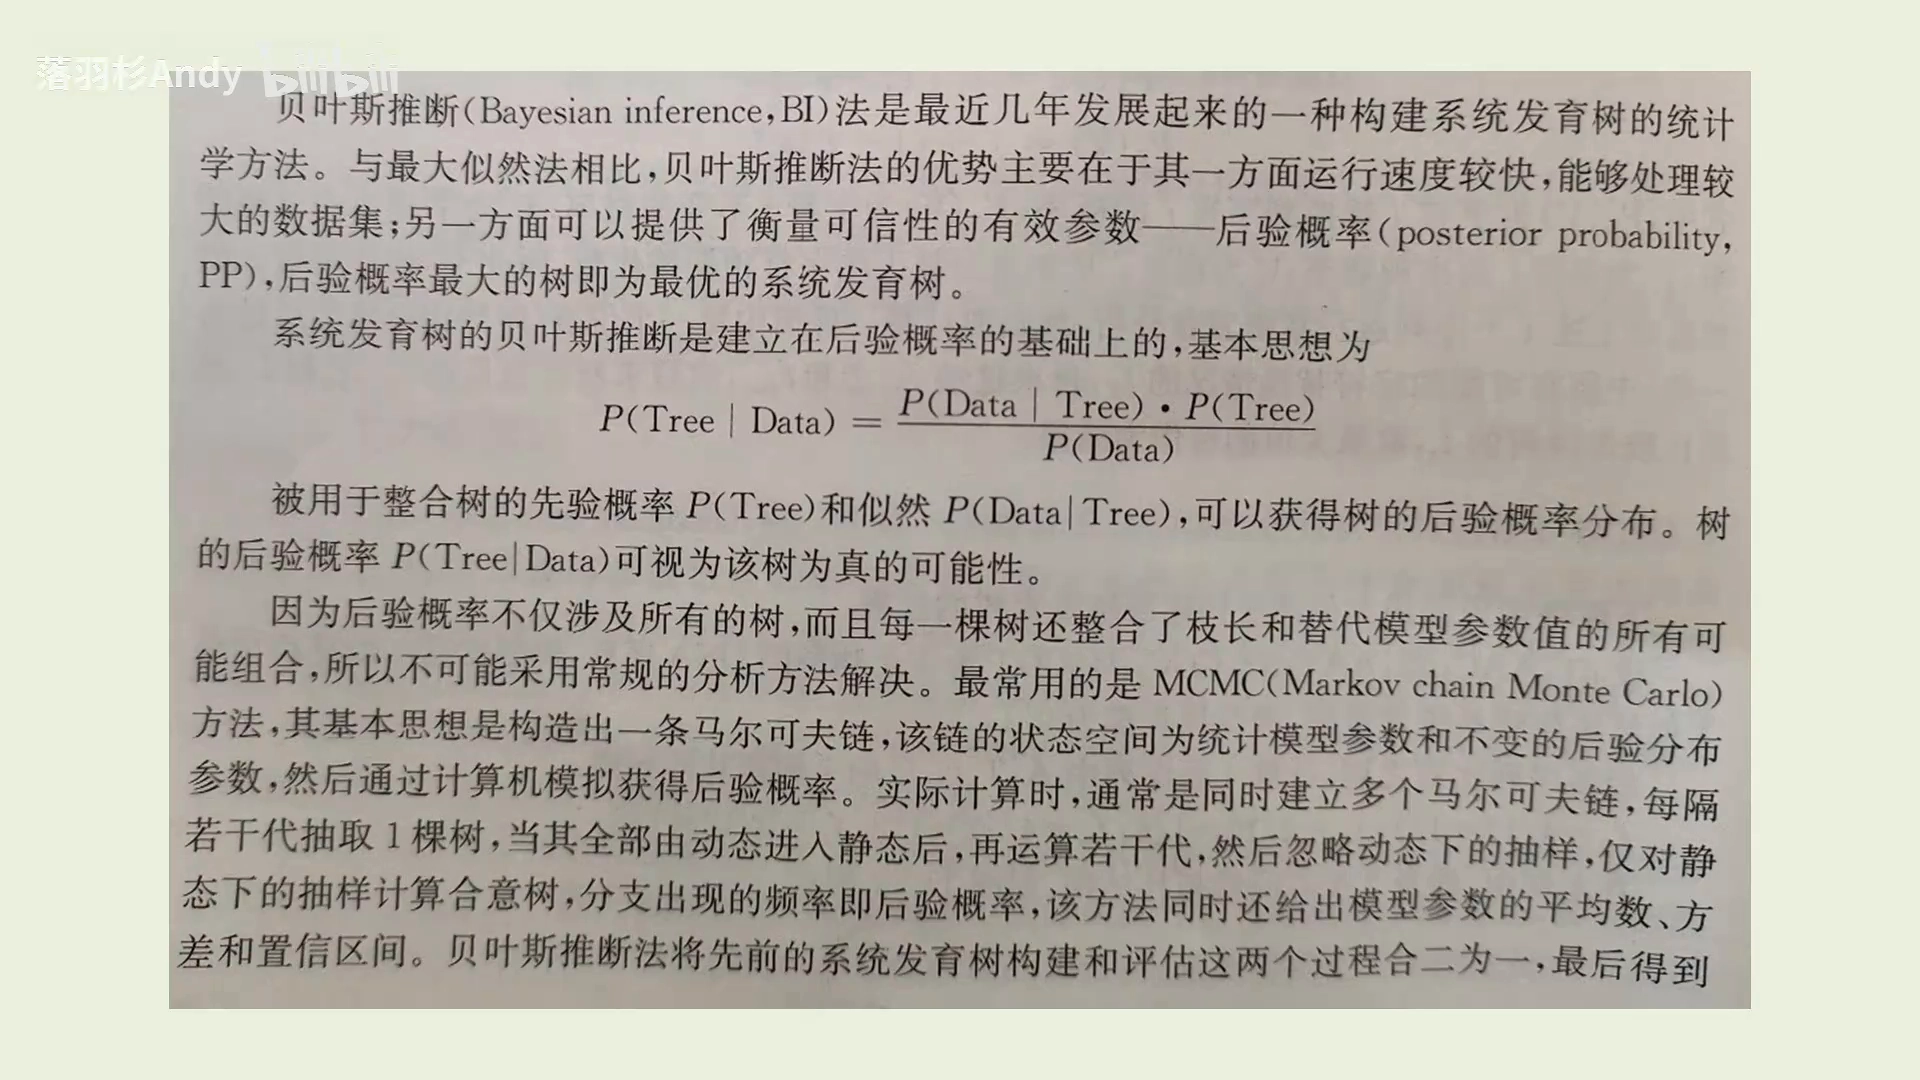 落羽杉Andy bilibili
贝叶斯推断(Bayesian inference,BI)法是最近几年发展起来的一种构建系统发育树的统计
学方法。与最大似然法相比,贝叶斯推断法的优势主要在于其一方面运行速度较快,能够处理较
大的数据集;另一方面可以提供了衡量可信性的有效参数——后验概率(posterior probability,
PP),后验概率最大的树即为最优的系统发育树。
系统发育树的贝叶斯推断是建立在后验概率的基础上的,基本思想为
P(Tree | Data) = P(Data | Tree) · P(Tree)
P(Data)
被用于整合树的先验概率 P(Tree)和似然 P(Data|Tree),可以获得树的后验概率分布。树
的后验概率 P(Tree|Data)可视为该树为真的可能性。
因为后验概率不仅涉及所有的树,而且每一棵树还整合了枝长和替代模型参数值的所有可
能组合,所以不可能采用常规的分析方法解决。最常用的是 MCMC(Markov chain Monte Carlo)
方法,其基本思想是构造出一条马尔可夫链,该链的状态空间为统计模型参数和不变的后验分布
参数,然后通过计算机模拟获得后验概率。实际计算时,通常是同时建立多个马尔可夫链,每隔
若干代抽取 1 棵树,当其全部由动态进入静态后,再运算若干代,然后忽略动态下的抽样,仅对静
态下的抽样计算合意树,分支出现的频率即后验概率,该方法同时还给出模型参数的平均数、方
差和置信区间。贝叶斯推断法将先前的系统发育树构建和评估这两个过程合二为一,最后得到